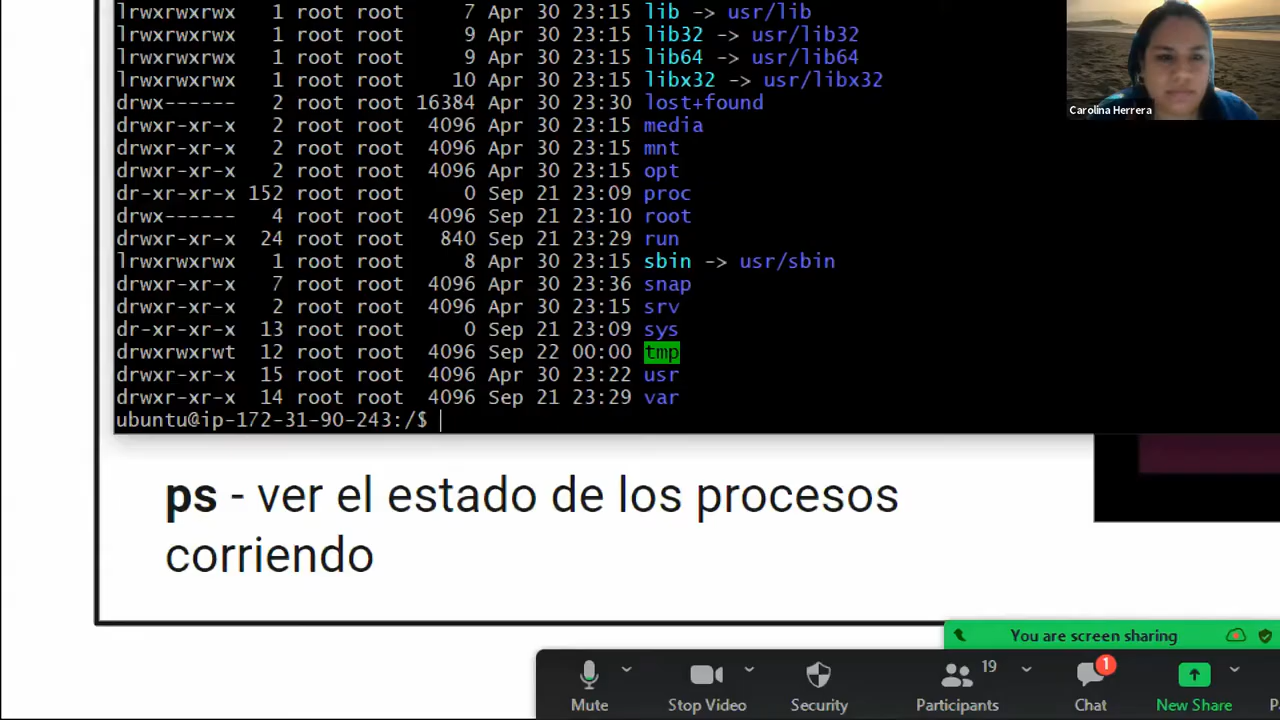 lrwxrwxrwx 1 root root 7 Apr 30 23:15 lib -> usr/lib
lrwxrwxrwx 1 root root 9 Apr 30 23:15 lib32 -> usr/lib32
lrwxrwxrwx 1 root root 9 Apr 30 23:15 lib64 -> usr/lib64
lrwxrwxrwx 1 root root 10 Apr 30 23:15 libx32 -> usr/libx32
drwx------ 2 root root 16384 Apr 30 23:30 lost+found
drwxr-xr-x 2 root root 4096 Apr 30 23:15 media
drwxr-xr-x 2 root root 4096 Apr 30 23:15 mnt
drwxr-xr-x 2 root root 4096 Apr 30 23:15 opt
dr-xr-xr-x 152 root root 0 Sep 21 23:09 proc
drwx------ 4 root root 4096 Sep 21 23:10 root
drwxr-xr-x 24 root root 840 Sep 21 23:29 run
lrwxrwxrwx 1 root root 8 Apr 30 23:15 sbin -> usr/sbin
drwxr-xr-x 7 root root 4096 Apr 30 23:36 snap
drwxr-xr-x 2 root root 4096 Apr 30 23:15 srv
dr-xr-xr-x 13 root root 0 Sep 21 23:09 sys
drwxrwxrwt 12 root root 4096 Sep 22 00:00 tmp
drwxr-xr-x 15 root root 4096 Apr 30 23:22 usr
drwxr-xr-x 14 root root 4096 Sep 21 23:29 var
ubuntu@ip-172-31-90-243:/$
Carolina Herrera
ps - ver el estado de los procesos
corriendo
You are screen sharing
19
1
Mute
Stop Video
Security
Participants
Chat
New Share